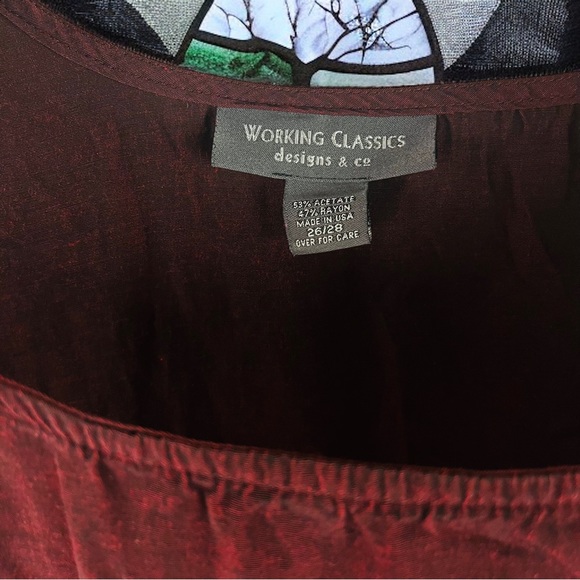 WORKING CLASSICS
designs & co
53% ACETATE
47% RAYON
MADE IN USA
26/28
OVER FOR CARE